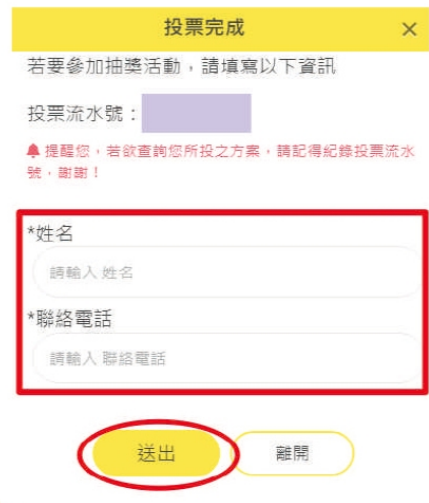 投票完成 ×
若要參加抽獎活動，請填寫以下資訊
投票流水號：
提醒您，若欲查詢您所投之方案，請記得紀錄投票流水
號，謝謝！
*姓名
請輸入 姓名
*聯絡電話
請輸入 聯絡電話
送出 離開